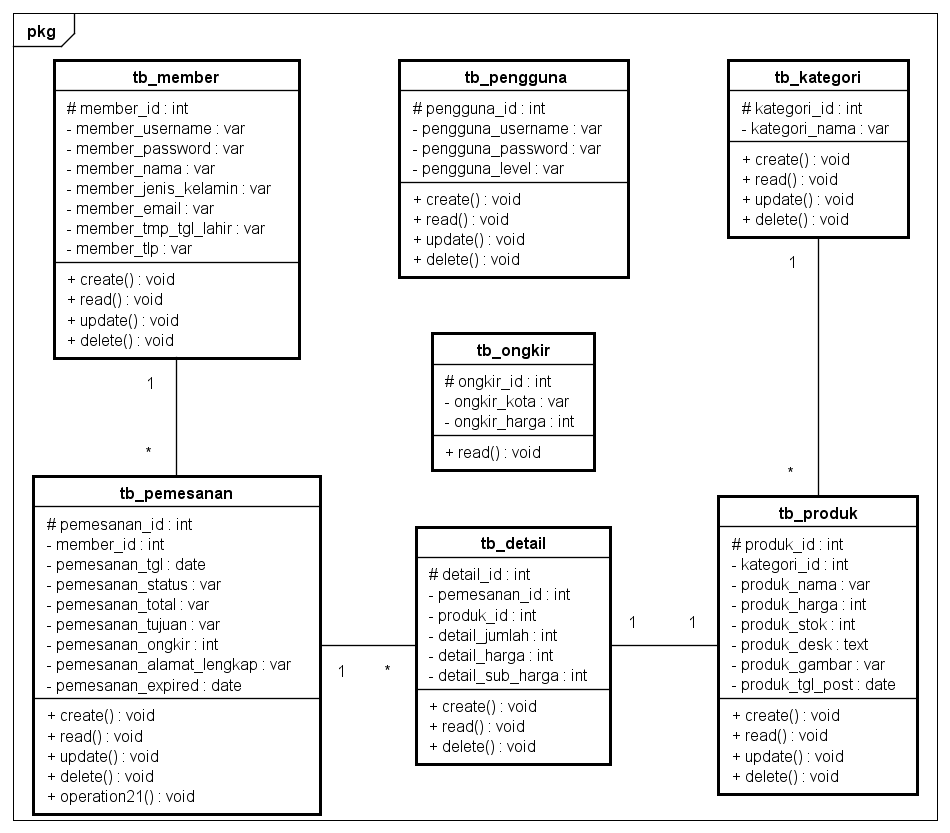 pkg
tb_member
# member_id : int
- member_username : var
- member_password : var
- member_nama : var
- member_jenis_kelamin : var
- member_email : var
- member_tmp_tgl_lahir : var
- member_tlp : var
+ create() : void
+ read() : void
+ update() : void
+ delete() : void
tb_pengguna
# pengguna_id : int
- pengguna_username : var
- pengguna_password : var
- pengguna_level : var
+ create() : void
+ read() : void
+ update() : void
+ delete() : void
tb_kategori
# kategori_id : int
- kategori_nama : var
+ create() : void
+ read() : void
+ update() : void
+ delete() : void
1
*
1
*
tb_ongkir
# ongkir_id : int
- ongkir_kota : var
- ongkir_harga : int
+ read() : void
tb_pemesanan
# pemesanan_id : int
- member_id : int
- pemesanan_tgl : date
- pemesanan_status : var
- pemesanan_total : var
- pemesanan_tujuan : var
- pemesanan_ongkir : int
- pemesanan_alamat_lengkap : var
- pemesanan_expired : date
+ create() : void
+ read() : void
+ update() : void
+ delete() : void
+ operation21() : void
1
*
tb_detail
# detail_id : int
- pemesanan_id : int
- produk_id : int
- detail_jumlah : int
- detail_harga : int
- detail_sub_harga : int
+ create() : void
+ read() : void
+ delete() : void
1
1
tb_produk
# produk_id : int
- kategori_id : int
- produk_nama : var
- produk_harga : int
- produk_stok : int
- produk_desk : text
- produk_gambar : var
- produk_tgl_post : date
+ create() : void
+ read() : void
+ update() : void
+ delete() : void